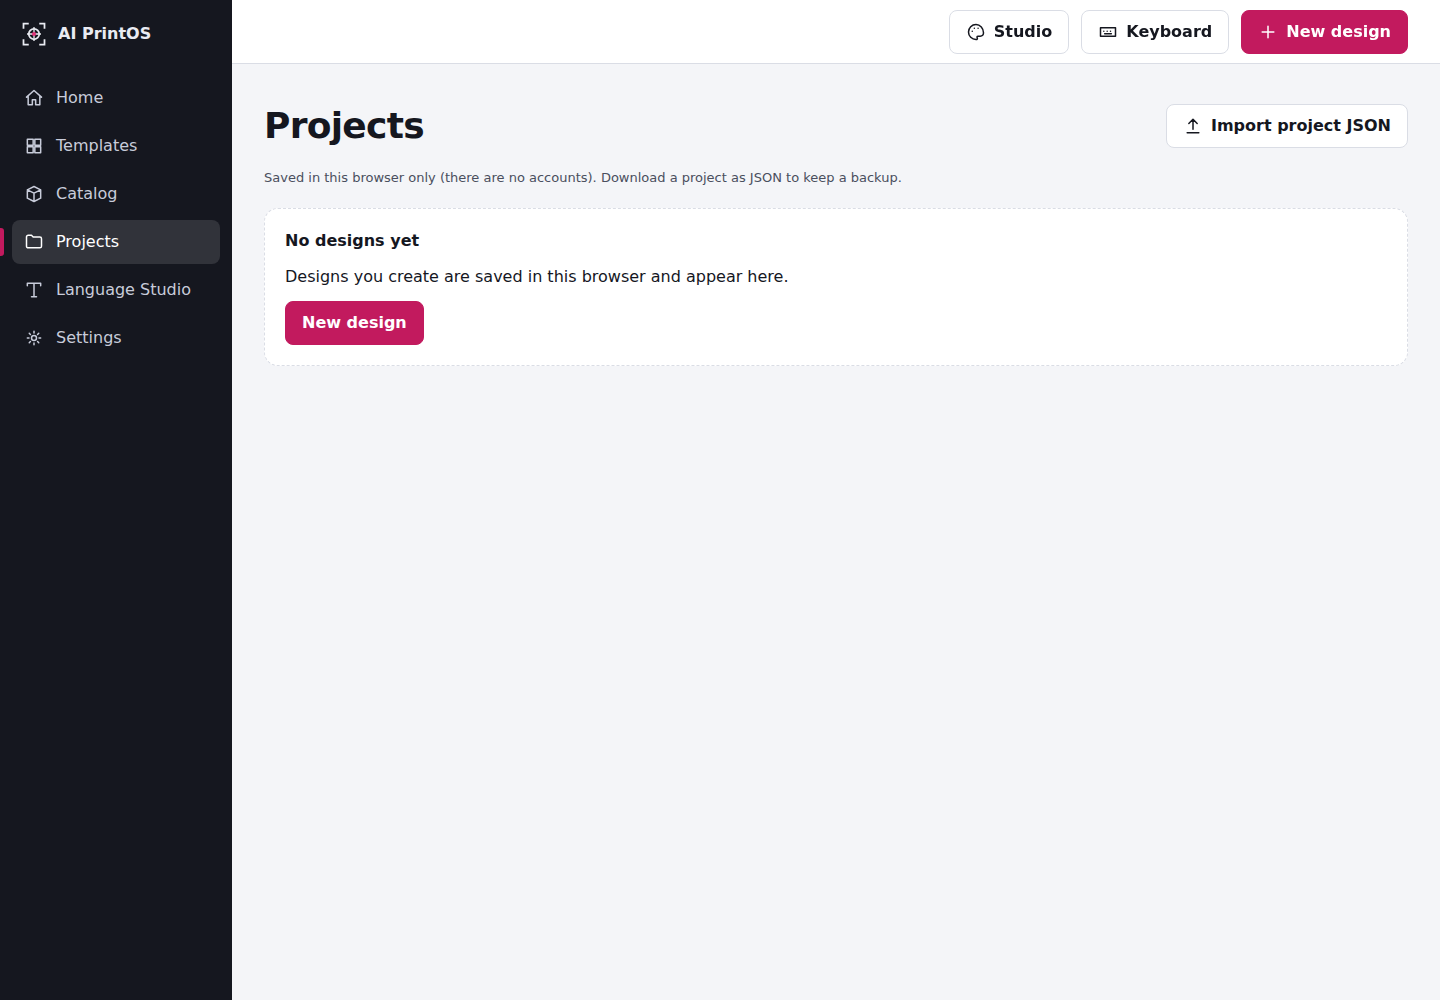 AI PrintOS
Home
Templates
Catalog
Projects
Language Studio
Settings
Studio
Keyboard
New design
Projects
Import project JSON
Saved in this browser only (there are no accounts). Download a project as JSON to keep a backup.
No designs yet
Designs you create are saved in this browser and appear here.
New design